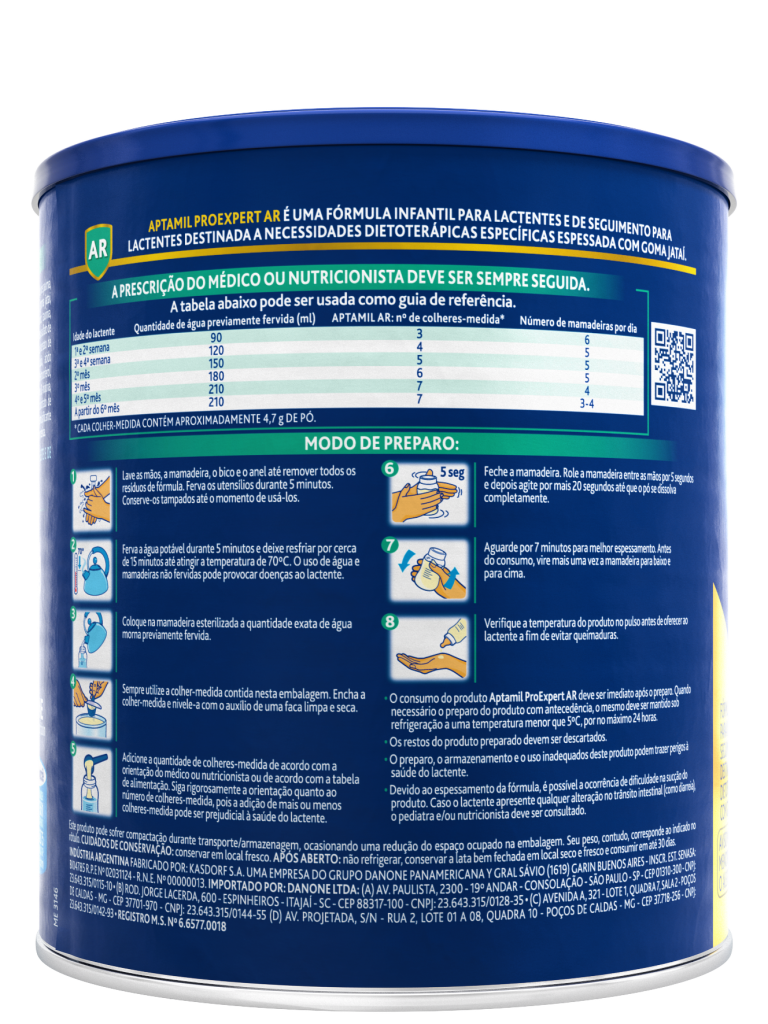 AR
APTAMIL PROEXPERT AR É UMA FÓRMULA INFANTIL PARA LACTENTES E DE SEGUIMENTO PARA
LACTENTES DESTINADA A NECESSIDADES DIETOTERÁPICAS ESPECÍFICAS ESPESSADA COM GOMA JATAÍ.
A PRESCRIÇÃO DO MÉDICO OU NUTRICIONISTA DEVE SER SEMPRE SEGUIDA.
A tabela abaixo pode ser usada como guia de referência.
Idade do lactente Quantidade de água previamente fervida (ml) APTAMIL AR: nº de colheres-medida* Número de mamadeiras por dia
1ª e 2ª semana 90 3 6
3ª e 4ª semana 120 4 5
2º mês 150 5 5
3º mês 180 6 5
4º e 5º mês 210 7 4
A partir do 6º mês 210 7 3-4
*CADA COLHER-MEDIDA CONTÉM APROXIMADAMENTE 4,7 g DE PÓ.
MODO DE PREPARO:
1
Lave as mãos, a mamadeira, o bico e o anel até remover todos os
resíduos de fórmula. Ferva os utensílios durante 5 minutos.
Conserve-os tampados até o momento de usá-los.
2
Ferva a água potável durante 5 minutos e deixe resfriar por cerca
de 15 minutos até atingir a temperatura de 70ºC. O uso de água e
mamadeiras não fervidas pode provocar doenças ao lactente.
3
Coloque na mamadeira esterilizada a quantidade exata de água
morna previamente fervida.
4
Sempre utilize a colher-medida contida nesta embalagem. Encha a
colher-medida e nivele-a com o auxílio de uma faca limpa e seca.
5
Adicione a quantidade de colheres-medida de acordo com a
orientação do médico ou nutricionista ou de acordo com a tabela
de alimentação. Siga rigorosamente a orientação quanto ao
número de colheres-medida, pois a adição de mais ou menos
colheres-medida pode ser prejudicial à saúde do lactente.
6
5 seg
Feche a mamadeira. Role a mamadeira entre as mãos por 5 segundos
e depois agite por mais 20 segundos até que o pó se dissolva
completamente.
7
Aguarde por 7 minutos para melhor espessamento. Antes
do consumo, vire mais uma vez a mamadeira para baixo e
para cima.
8
Verifique a temperatura do produto no pulso antes de oferecer ao
lactente a fim de evitar queimaduras.
• O consumo do produto Aptamil ProExpert AR deve ser imediato após o preparo. Quando
necessário o preparo do produto com antecedência, o mesmo deve ser mantido sob
refrigeração a uma temperatura menor que 5ºC, por no máximo 24 horas.
• Os restos do produto preparado devem ser descartados.
• O preparo, o armazenamento e o uso inadequados deste produto podem trazer perigos à
saúde do lactente.
• Devido ao espessamento da fórmula, é possível a ocorrência de dificuldade na sucção do
produto. Caso o lactente apresente qualquer alteração no trânsito intestinal (como diarreia),
o pediatra e/ou nutricionista deve ser consultado.
Este produto pode sofrer compactação durante transporte/armazenagem, ocasionando uma redução do espaço ocupado na embalagem. Seu peso, contudo, corresponde ao indicado no
rótulo. CUIDADOS DE CONSERVAÇÃO: conservar em local fresco. APÓS ABERTO: não refrigerar, conservar a lata bem fechada em local seco e fresco e consumir em até 30 dias.
INDÚSTRIA ARGENTINA FABRICADO POR: KASDORF S.A. UMA EMPRESA DO GRUPO DANONE PANAMERICANA Y GRAL SÁVIO (1619) GARIN BUENOS AIRES - INSCR. EST. SENASA:
R.P.E Nº 02031124 - R.N.E. Nº 00000013. IMPORTADO POR: DANONE LTDA: (A) AV. PAULISTA, 2300 - 19º ANDAR - CONSOLAÇÃO - SÃO PAULO - SP - CEP 01310-300 - CNPJ:
23.643.315/0115-10 • (B) ROD. JORGE LACERDA, 600 - ESPINHEIROS - ITAJAÍ - SC - CEP 88317-100 - CNPJ: 23.643.315/0128-35 • (C) AVENIDA A, 321 - LOTE 1, QUADRA 7, SALA 2 - POÇOS
DE CALDAS - MG - CEP 37701-970 - CNPJ: 23.643.315/0144-55 (D) AV. PROJETADA, S/N - RUA 2, LOTE 01 A 08, QUADRA 10 - POÇOS DE CALDAS - MG - CEP 37.718-256 - CNPJ:
23.643.315/0142-93 • REGISTRO M.S. Nº 6.6577.0018
ME 3146